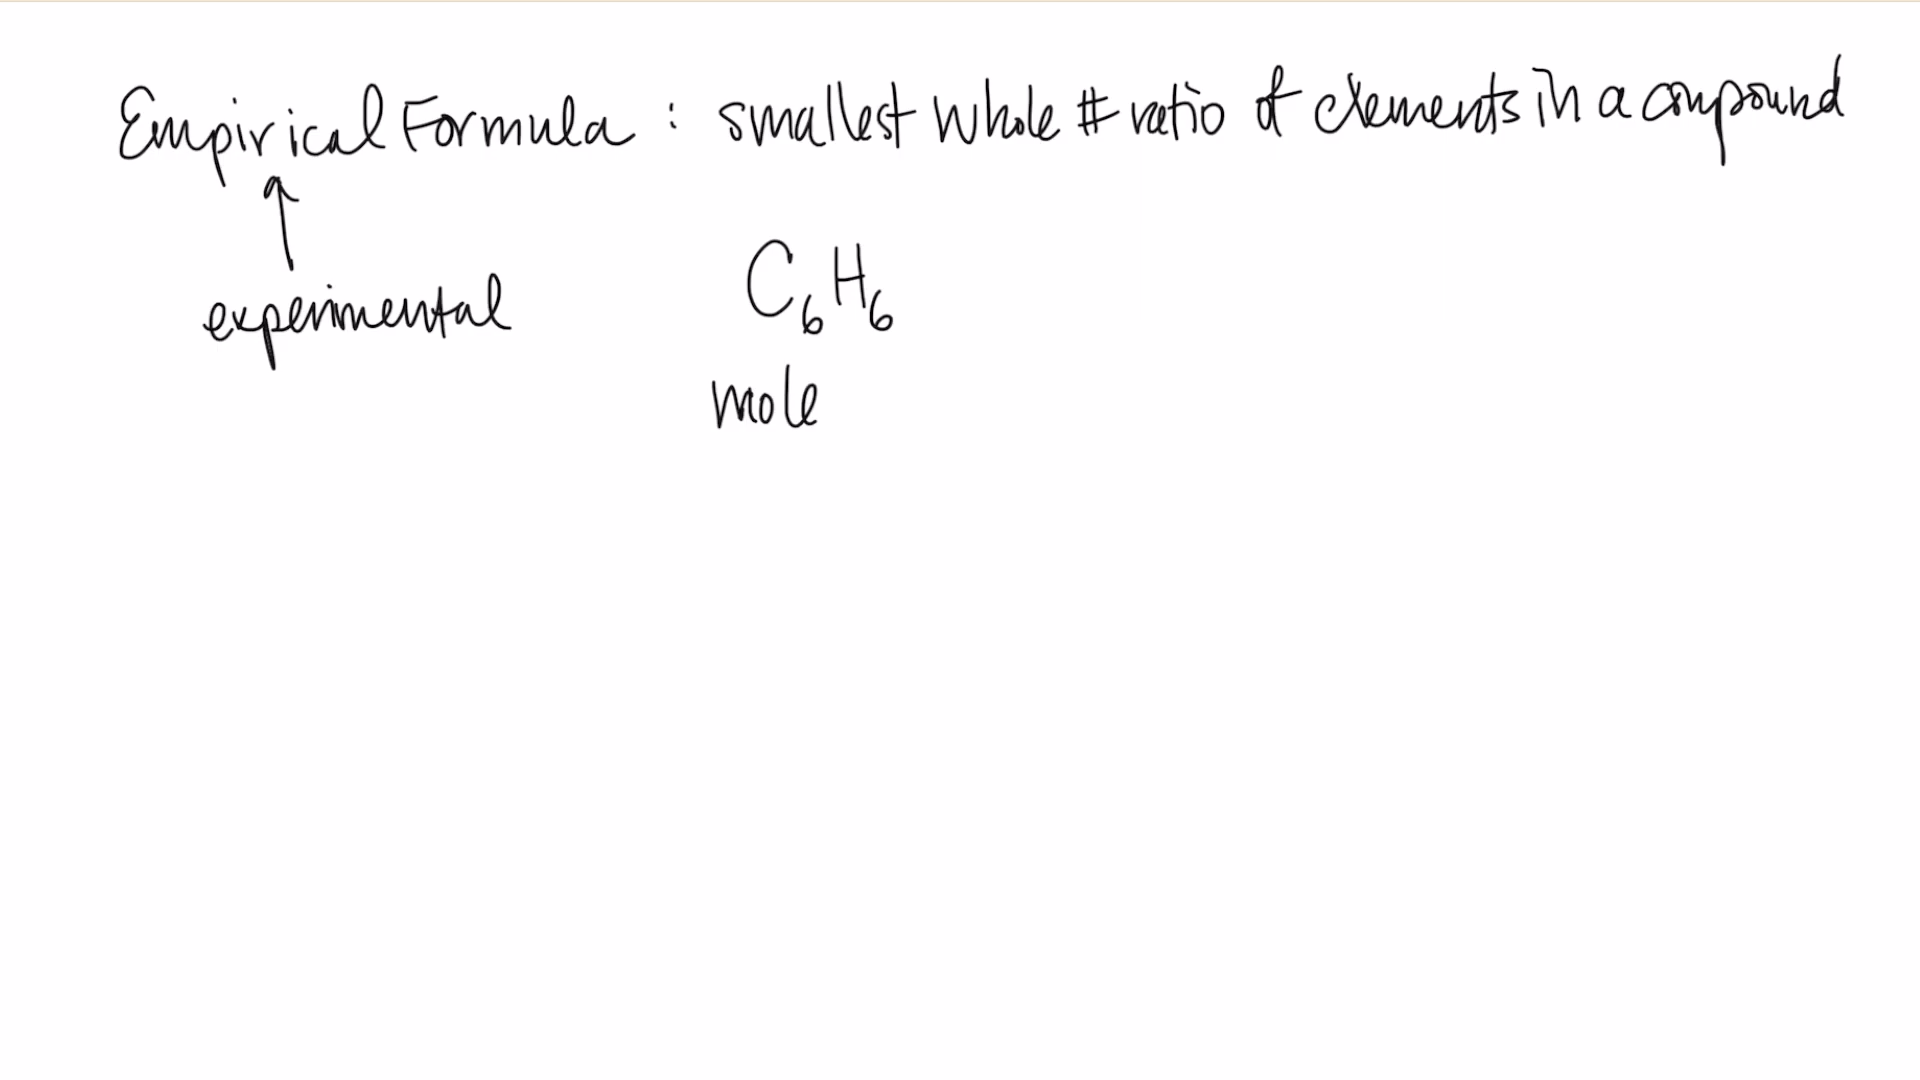 Empirical Formula : smallest whole # ratio of elements in a compound
experimental
C₆H₆
mole